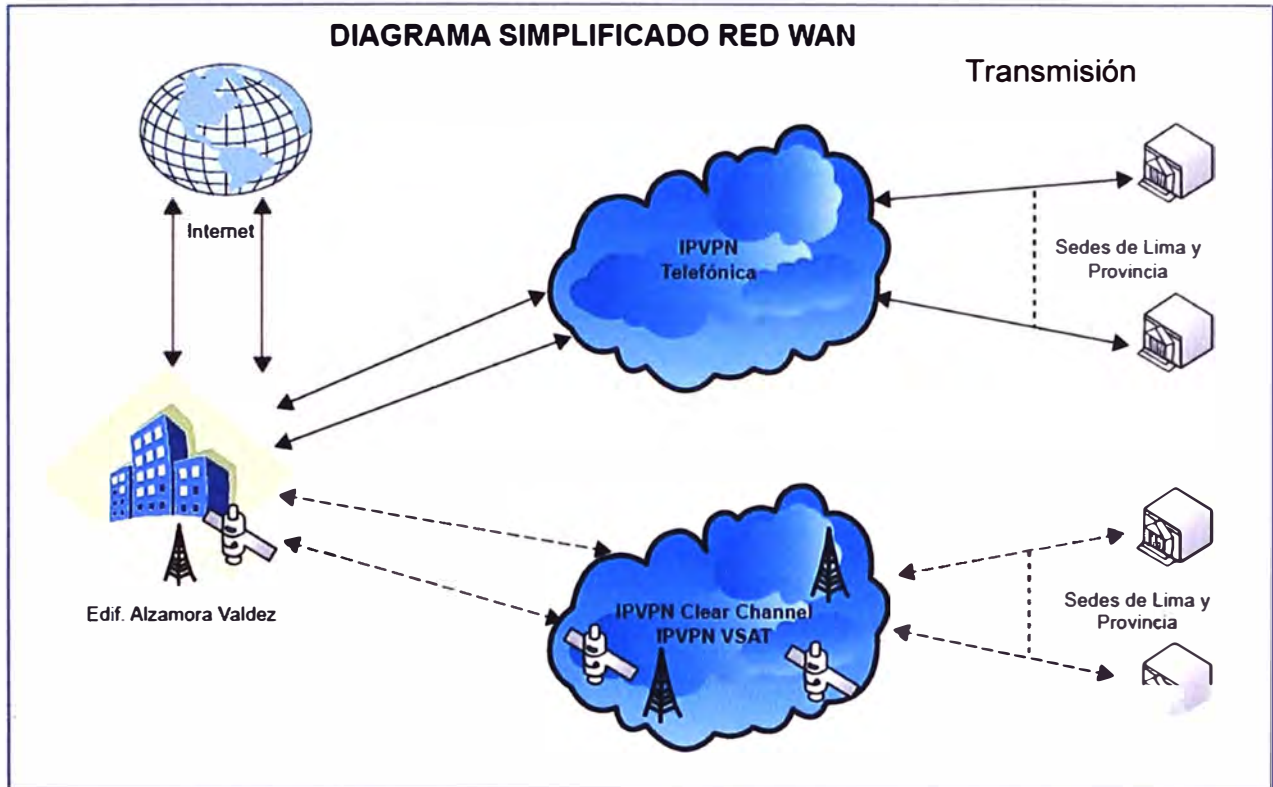 DIAGRAMA SIMPLIFICADO RED WAN
Transmisión
Internet
IPVPN
Telefónica
Sedes de Lima y
Provincia
Edif. Alzamora Valdez
IPVPN Clear Channel
IPVPN VSAT
Sedes de Lima y
Provincia